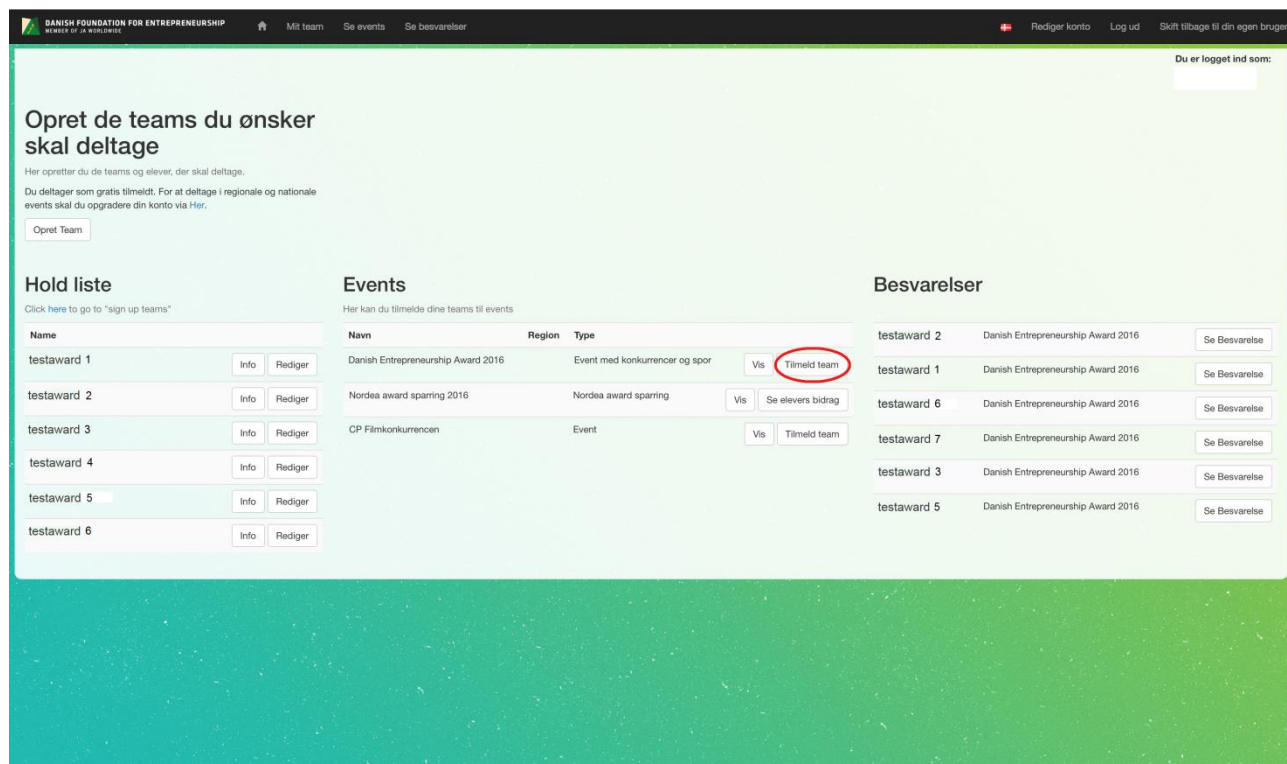 DANISH FOUNDATION FOR ENTREPRENEURSHIP
MEMBER OF JA WORLDWIDE
Mit team Se events Se besvarelser
Rediger konto Log ud Skift tilbage til din egen bruger
Du er logget ind som:
Opret de teams du ønsker
skal deltage
Her opretter du de teams og elever, der skal deltage.
Du deltager som gratis tilmeldt. For at deltage i regionale og nationale
events skal du opgradere din konto via Her.
Opret Team
Hold liste
Click here to go to "sign up teams"
Name
testaward 1 Info Rediger
testaward 2 Info Rediger
testaward 3 Info Rediger
testaward 4 Info Rediger
testaward 5 Info Rediger
testaward 6 Info Rediger
Events
Her kan du tilmelde dine teams til events
Navn Region Type
Danish Entrepreneurship Award 2016 Event med konkurrencer og spor Vis Tilmeld team
Nordea award sparring 2016 Nordea award sparring Vis Se elevers bidrag
CP Filmkonkurrencen Event Vis Tilmeld team
Besvarelser
testaward 2 Danish Entrepreneurship Award 2016 Se Besvarelse
testaward 1 Danish Entrepreneurship Award 2016 Se Besvarelse
testaward 6 Danish Entrepreneurship Award 2016 Se Besvarelse
testaward 7 Danish Entrepreneurship Award 2016 Se Besvarelse
testaward 3 Danish Entrepreneurship Award 2016 Se Besvarelse
testaward 5 Danish Entrepreneurship Award 2016 Se Besvarelse